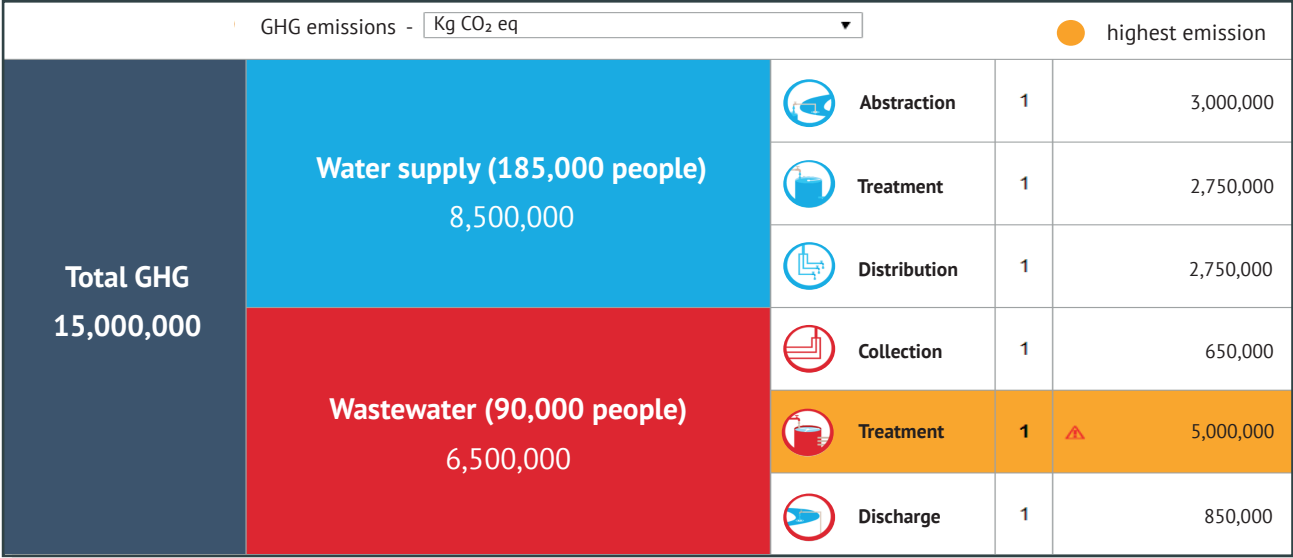 GHG emissions - Kg CO₂ eq
highest emission
Total GHG
15,000,000
Water supply (185,000 people)
8,500,000
Abstraction 1 3,000,000
Treatment 1 2,750,000
Distribution 1 2,750,000
Wastewater (90,000 people)
6,500,000
Collection 1 650,000
Treatment 1 5,000,000
Discharge 1 850,000